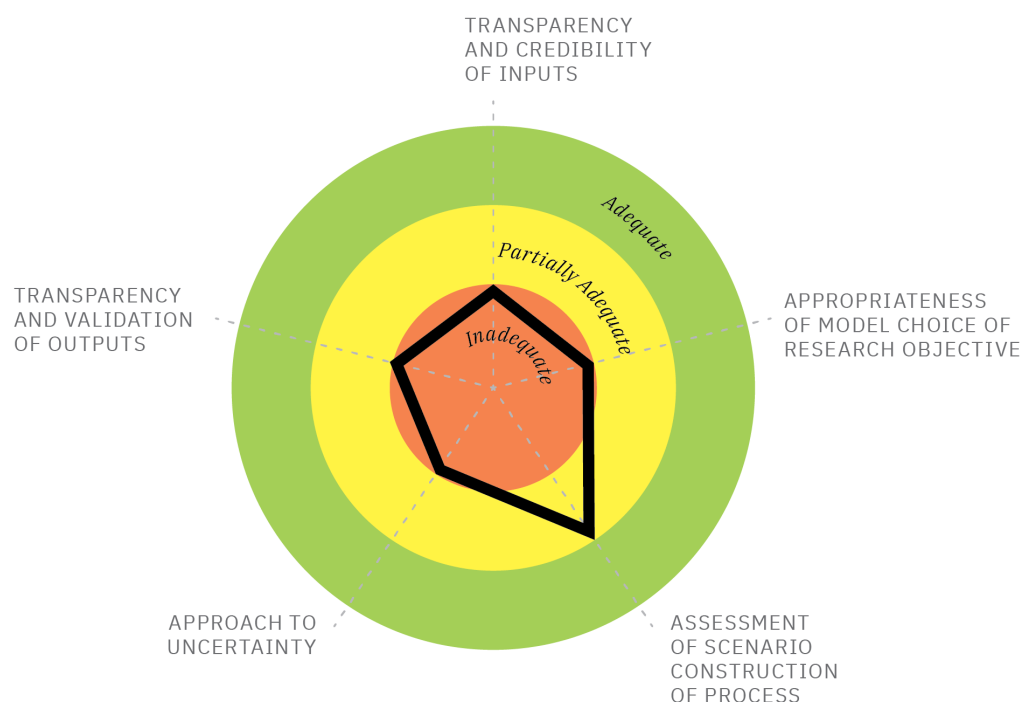 TRANSPARENCY
AND CREDIBILITY
OF INPUTS
Adequate
Partially Adequate
Inadequate
TRANSPARENCY
AND VALIDATION
OF OUTPUTS
APPROPRIATENESS
OF MODEL CHOICE OF
RESEARCH OBJECTIVE
APPROACH TO
UNCERTAINTY
ASSESSMENT
OF SCENARIO
CONSTRUCTION
OF PROCESS